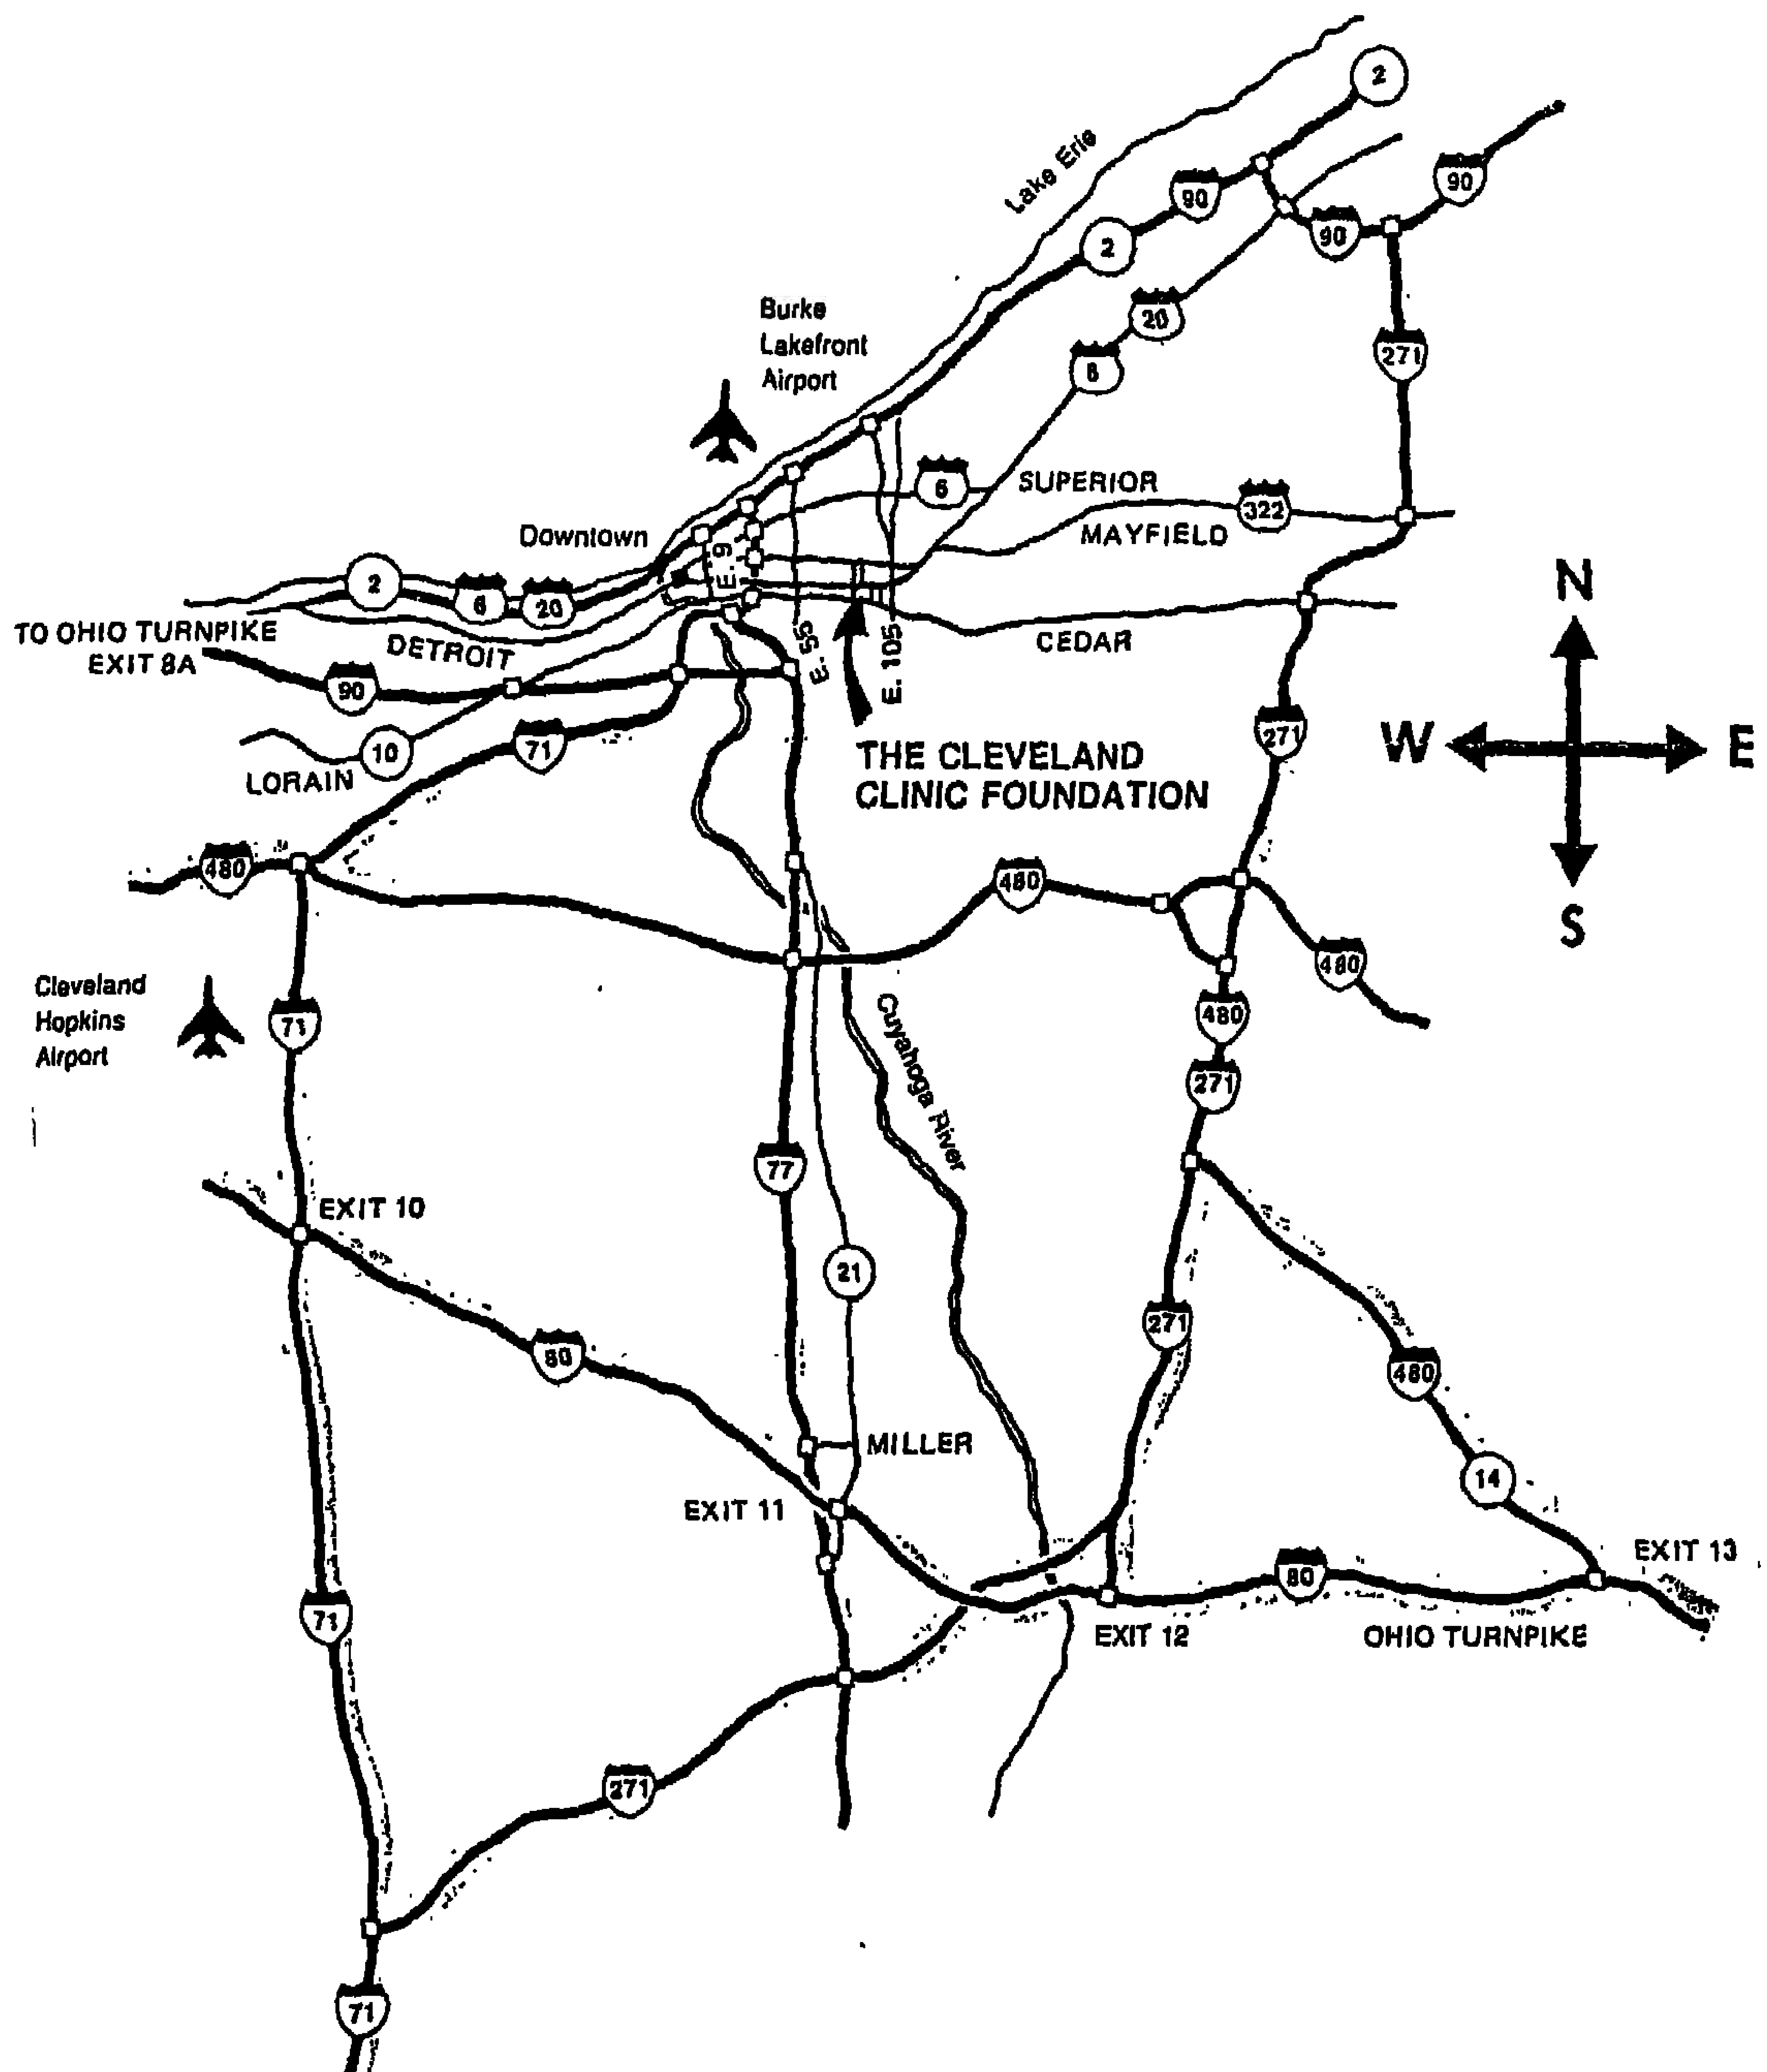 2
90
90
90
Lake Erie
2
20
271
Burke
Lakefront
Airport
8
6
SUPERIOR
322
MAYFIELD
Downtown
E. 9
2
6
20
N
TO OHIO TURNPIKE
EXIT 8A
DETROIT
CEDAR
E. 55
E. 105
90
10
71
271
W
E
LORAIN
THE CLEVELAND
CLINIC FOUNDATION
480
480
S
480
Cleveland
Hopkins
Airport
71
Cuyahoga River
480
271
77
EXIT 10
21
80
271
480
MILLER
14
EXIT 11
EXIT 13
80
71
EXIT 12
OHIO TURNPIKE
271
71